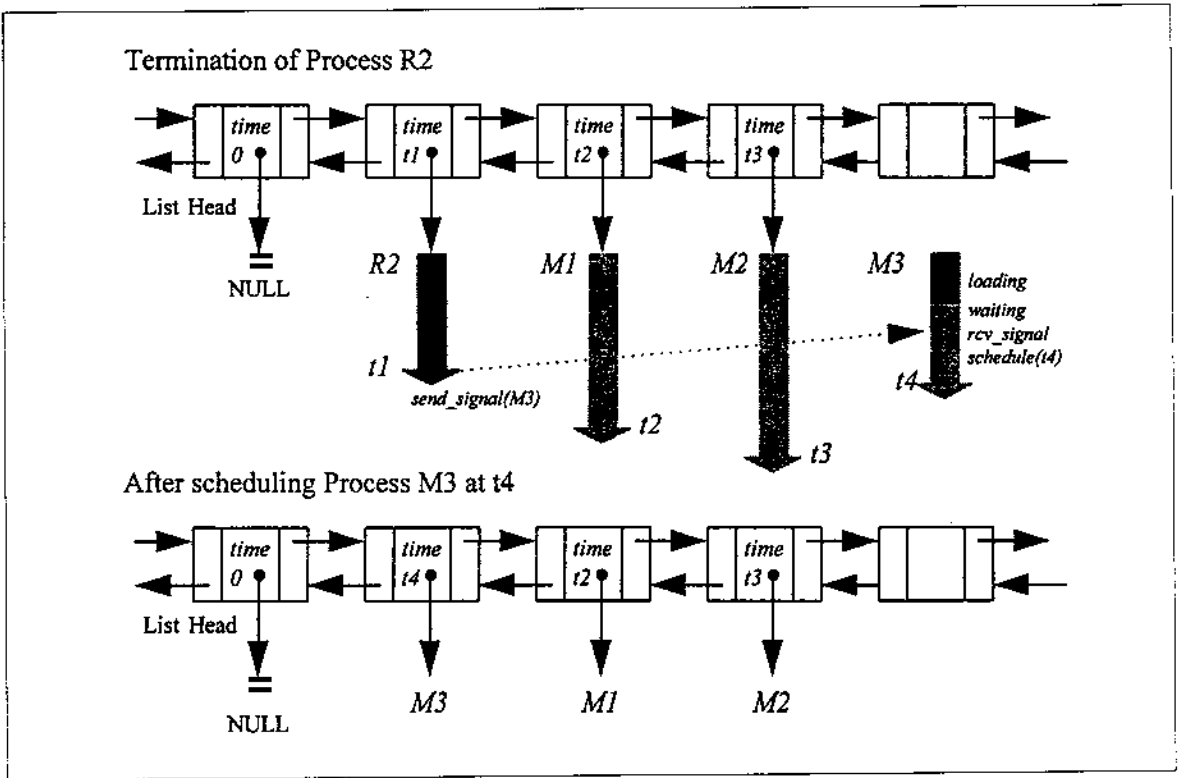 Termination of Process R2
time time time time
0 t1 t2 t3
List Head
NULL
R2 M1 M2 M3
loading
waiting
rcv_signal
schedule(t4)
t1 t4
send_signal(M3)
t2
t3
After scheduling Process M3 at t4
time time time time
0 t4 t2 t3
List Head
NULL
M3 M1 M2